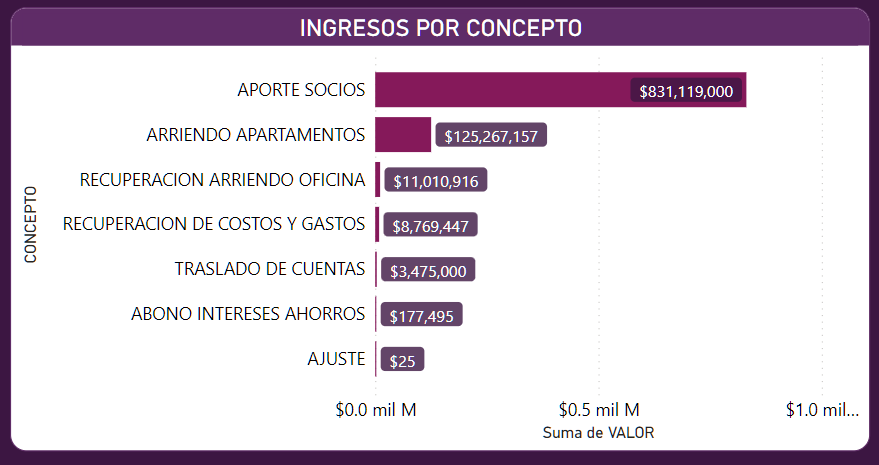 INGRESOS POR CONCEPTO
APORTE SOCIOS $831,119,000
ARRIENDO APARTAMENTOS $125,267,157
RECUPERACION ARRIENDO OFICINA $11,010,916
RECUPERACION DE COSTOS Y GASTOS $8,769,447
TRASLADO DE CUENTAS $3,475,000
ABONO INTERESES AHORROS $177,495
AJUSTE $25
CONCEPTO
$0.0 mil M $0.5 mil M $1.0 mil...
Suma de VALOR